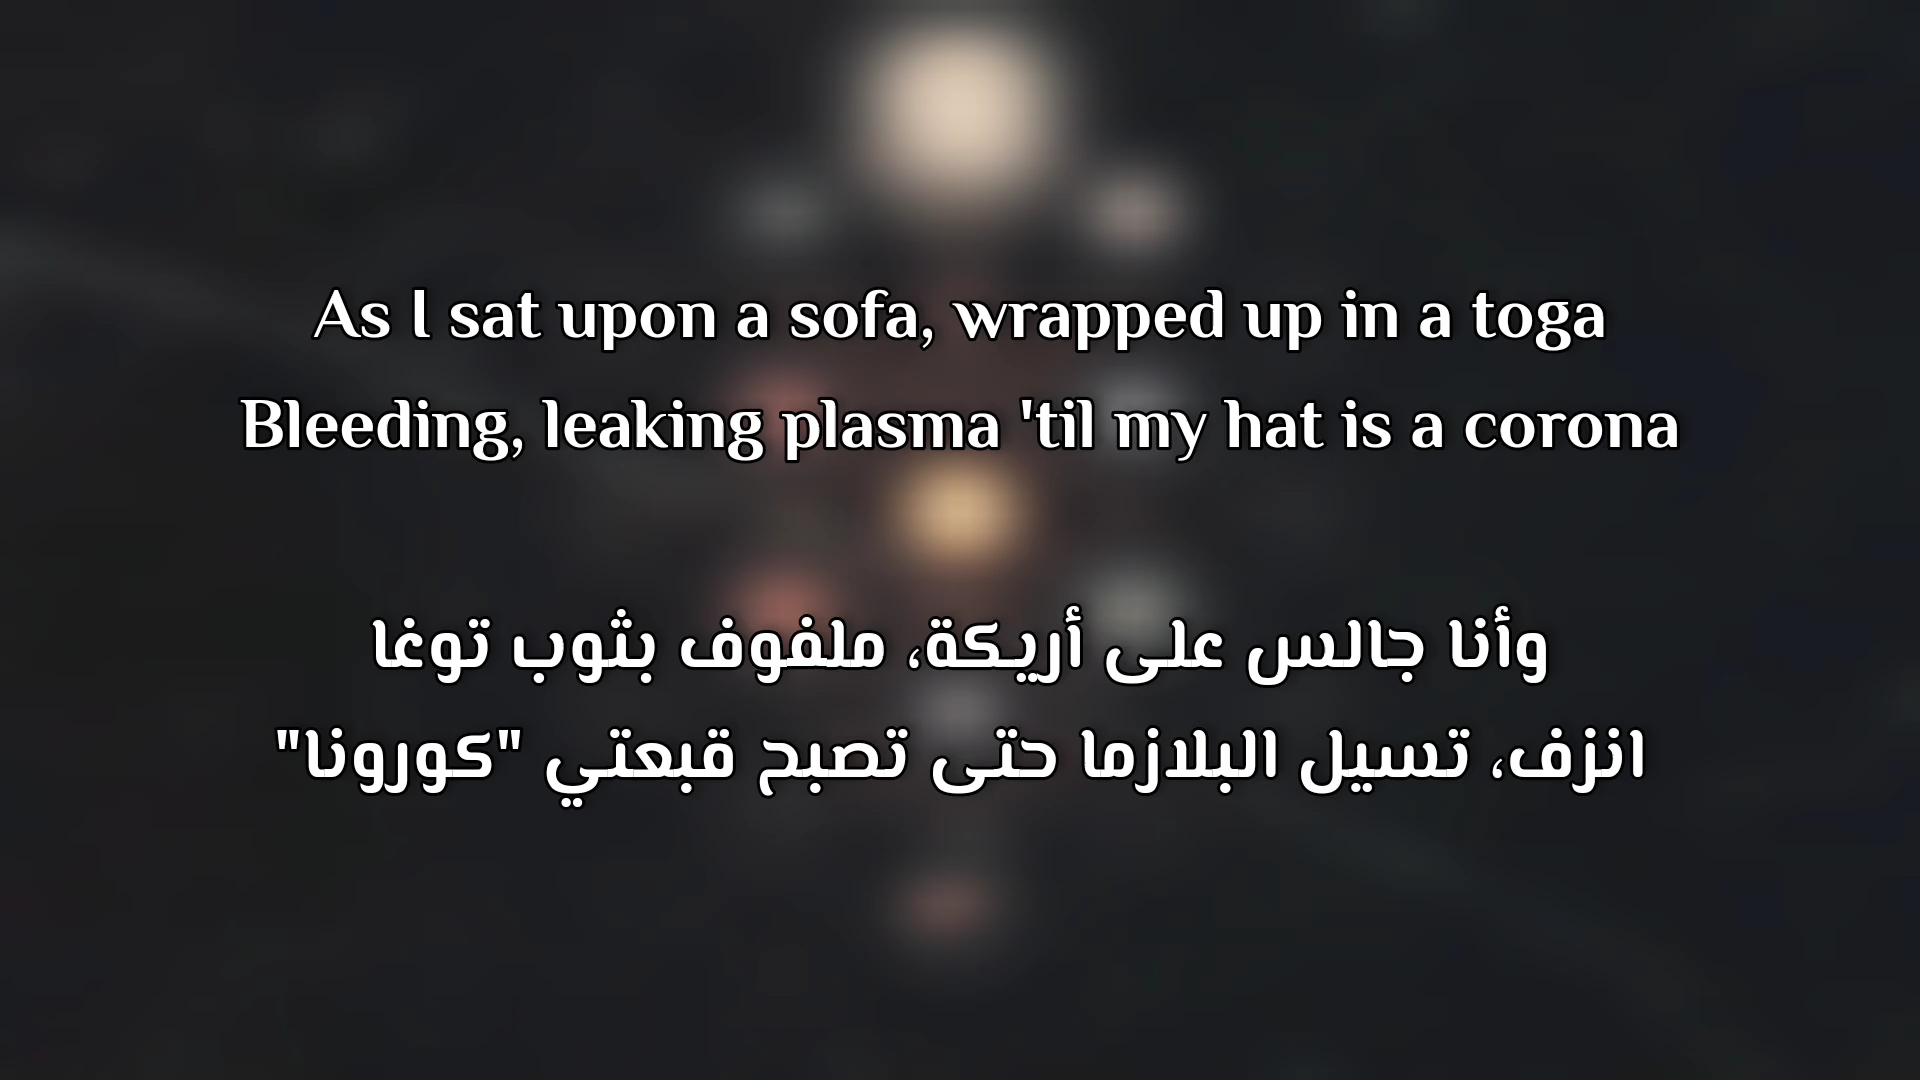 As I sat upon a sofa, wrapped up in a toga
Bleeding, leaking plasma 'til my hat is a corona
وأنا جالس على أريكة، ملفوف بثوب توغا
انزف، تسيل البلازما حتى تصبح قبعتي "كورونا"